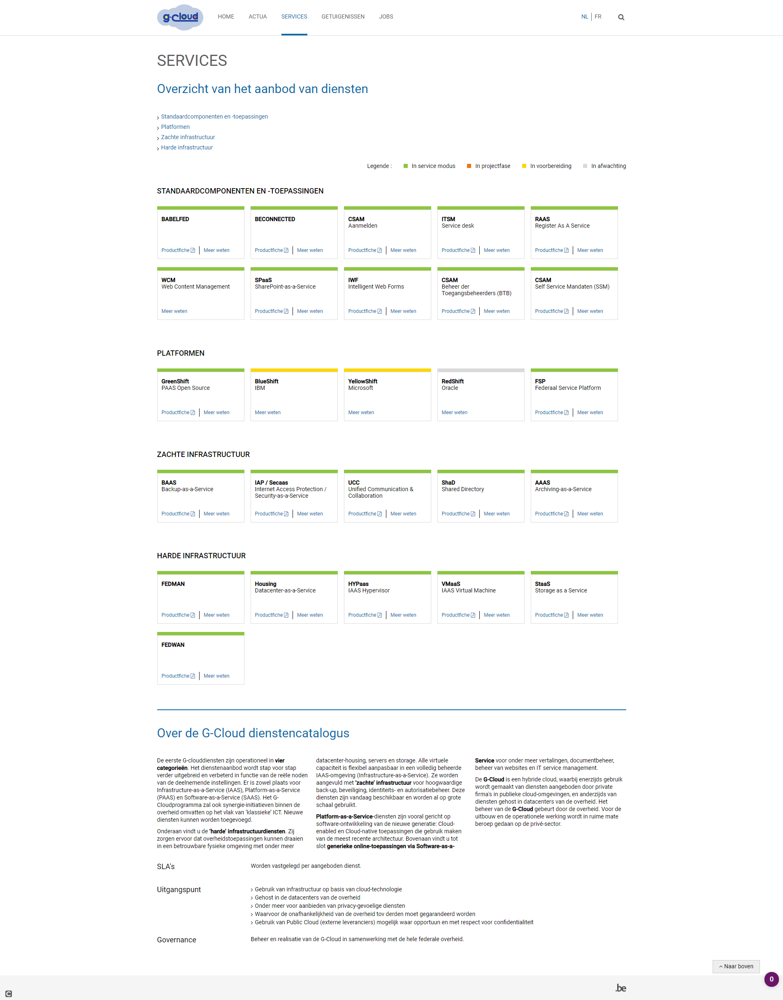 g-cloud
HOME
ACTUA
SERVICES
GETUIGENISSEN
JOBS
NL
FR
SERVICES
Overzicht van het aanbod van diensten
Standaardcomponenten en -toepassingen
Platformen
Zachte infrastructuur
Harde infrastructuur
Legende : In service modus In projectfase In voorbereiding In afwachting
STANDAARDCOMPONENTEN EN -TOEPASSINGEN
BABELFED
Productfiche Meer weten
BECONNECTED
Productfiche Meer weten
CSAM
Aanmelden
Productfiche Meer weten
ITSM
Service desk
Productfiche Meer weten
RAAS
Register As A Service
Productfiche Meer weten
WCM
Web Content Management
Meer weten
SPaaS
SharePoint-as-a-Service
Productfiche Meer weten
IWF
Intelligent Web Forms
Productfiche Meer weten
CSAM
Beheer der
Toegangsbeheerders (BTB)
Productfiche Meer weten
CSAM
Self Service Mandaten (SSM)
Productfiche Meer weten
PLATFORMEN
GreenShift
PAAS Open Source
Productfiche Meer weten
BlueShift
IBM
Meer weten
YellowShift
Microsoft
Meer weten
RedShift
Oracle
Meer weten
FSP
Federaal Service Platform
Productfiche Meer weten
ZACHTE INFRASTRUCTUUR
BAAS
Backup-as-a-Service
Productfiche Meer weten
IAP / Secaas
Internet Access Protection /
Security-as-a-Service
Productfiche Meer weten
UCC
Unified Communication &
Collaboration
Productfiche Meer weten
ShaD
Shared Directory
Productfiche Meer weten
AAAS
Archiving-as-a-Service
Productfiche Meer weten
HARDE INFRASTRUCTUUR
FEDMAN
Productfiche Meer weten
Housing
Datacenter-as-a-Service
Productfiche Meer weten
HYPaas
IAAS Hypervisor
Productfiche Meer weten
VMaaS
IAAS Virtual Machine
Productfiche Meer weten
StaaS
Storage as a Service
Productfiche Meer weten
FEDWAN
Productfiche Meer weten
Over de G-Cloud dienstencatalogus
De eerste G-clouddiensten zijn operationeel in vier
categorieën. Het dienstenaanbod wordt stap voor stap
verder uitgebreid en verbeterd in functie van de reële noden
van de deelnemende instellingen. Er is zowel plaats voor
Infrastructure-as-a-Service (IAAS), Platform-as-a-Service
(PAAS) en Software-as-a-Service (SAAS). Het G-
Cloudprogramma zal ook synergie-initiatieven binnen de
overheid omvatten op het vlak van ‘klassieke’ ICT. Nieuwe
diensten kunnen worden toegevoegd.
Onderaan vindt u de ‘harde’ infrastructuurdiensten. Zij
zorgen ervoor dat overheidstoepassingen kunnen draaien
in een betrouwbare fysieke omgeving met onder meer
datacenter-housing, servers en storage. Alle virtuele
capaciteit is flexibel aanpasbaar in een volledig beheerde
IAAS-omgeving (Infrastructure-as-a-Service). Ze worden
aangevuld met ‘zachte’ infrastructuur voor hoogwaardige
back-up, beveiliging, identiteits- en autorisatiebeheer. Deze
diensten zijn vandaag beschikbaar en worden al op grote
schaal gebruikt.
Platform-as-a-Service-diensten zijn vooral gericht op
software-ontwikkeling van de nieuwe generatie: Cloud-
enabled en Cloud-native toepassingen die gebruik maken
van de meest recente architectuur. Bovenaan vindt u tot
slot generieke online-toepassingen via Software-as-a-
Service voor onder meer vertalingen, documentbeheer,
beheer van websites en IT service management.
De G-Cloud is een hybride cloud, waarbij enerzijds gebruik
wordt gemaakt van diensten aangeboden door private
firma's in publieke cloud-omgevingen, en anderzijds van
diensten gehost in datacenters van de overheid. Het
beheer van de G-Cloud gebeurt door de overheid. Voor de
uitbouw en de operationele werking wordt in ruime mate
beroep gedaan op de privé-sector.
SLA's
Worden vastgelegd per aangeboden dienst.
Uitgangspunt
Gebruik van infrastructuur op basis van cloud-technologie
Gehost in de datacenters van de overheid
Onder meer voor aanbieden van privacy-gevoelige diensten
Waarvoor de onafhankelijkheid van de overheid tov derden moet gegarandeerd worden
Gebruik van Public Cloud (externe leveranciers) mogelijk waar opportuun en met respect voor confidentialiteit
Governance
Beheer en realisatie van de G-Cloud in samenwerking met de hele federale overheid.
Naar boven
0
.be
C